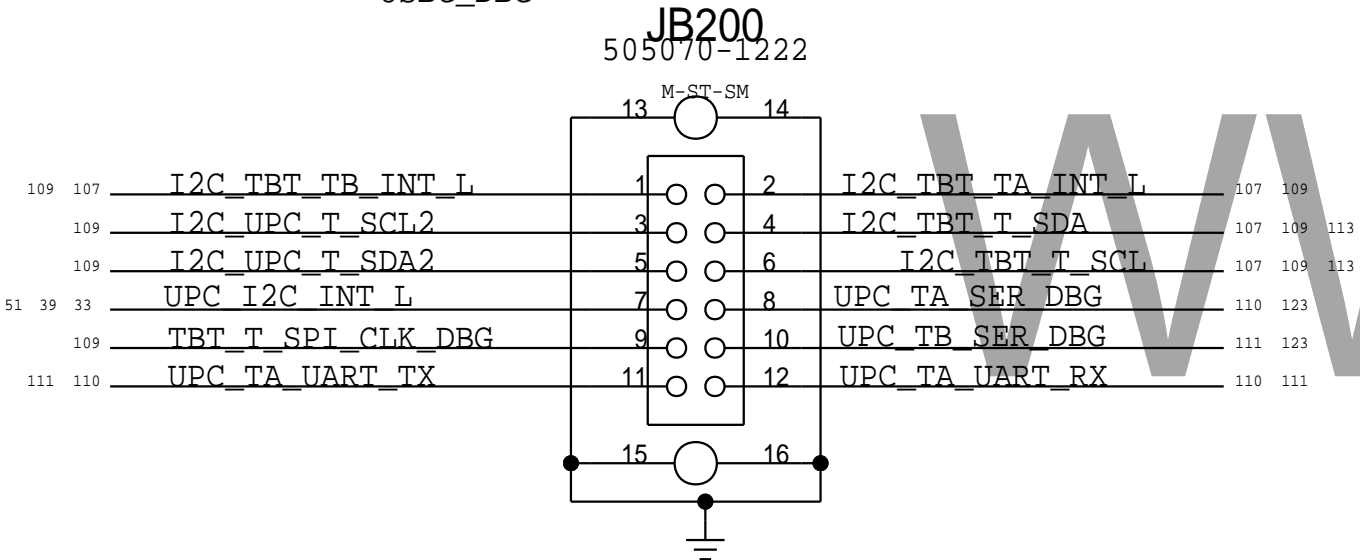 JB200
505070-1222
M-ST-SM
13 14
109 107 I2C_TBT_TB_INT_L 1 2 I2C_TBT_TA_INT_L 107 109
109 I2C_UPC_T_SCL2 3 4 I2C_TBT_T_SDA 107 109 113
109 I2C_UPC_T_SDA2 5 6 I2C_TBT_T_SCL 107 109 113
51 39 33 UPC_I2C_INT_L 7 8 UPC_TA_SER_DBG 110 123
109 TBT_T_SPI_CLK_DBG 9 10 UPC_TB_SER_DBG 111 123
111 110 UPC_TA_UART_TX 11 12 UPC_TA_UART_RX 110 111
15 16